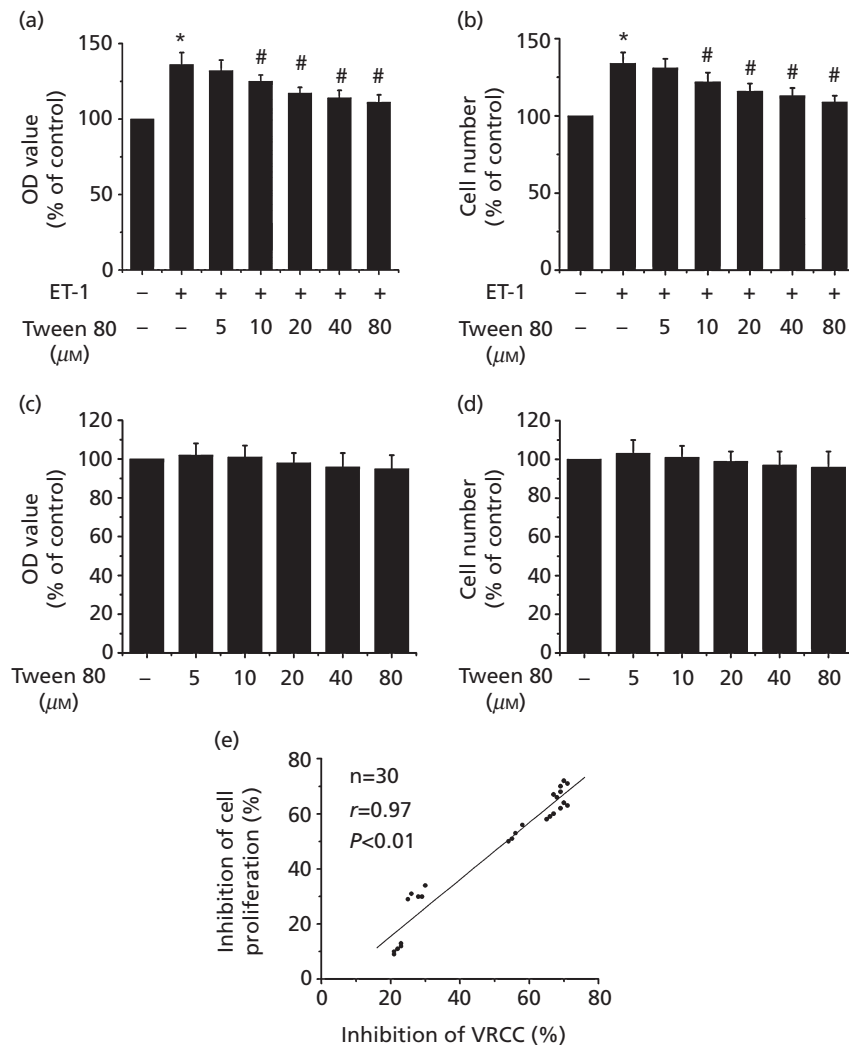 (a)
150
100
50
0
OD value
(% of control)
*
#
#
#
#
ET-1 – + + + + + +
Tween 80 – – 5 10 20 40 80
(μM)
(b)
150
100
50
0
Cell number
(% of control)
*
#
#
#
#
ET-1 – + + + + + +
Tween 80 – – 5 10 20 40 80
(μM)
(c)
120
100
80
60
40
20
0
OD value
(% of control)
Tween 80 – 5 10 20 40 80
(μM)
(d)
120
100
80
60
40
20
0
Cell number
(% of control)
Tween 80 – 5 10 20 40 80
(μM)
(e)
80
60
40
20
0
Inhibition of cell
proliferation (%)
n=30
r=0.97
P<0.01
0 20 40 60 80
Inhibition of VRCC (%)